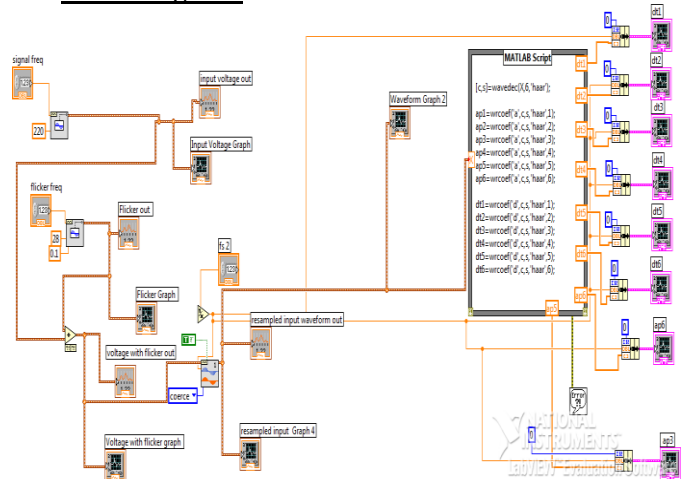 signal freq
220
input voltage out
Input Voltage Graph
flicker freq
28
0.1
Flicker out
Flicker Graph
voltage with flicker out
Voltage with flicker graph
fs 2
resampled input waveform out
coerce
resampled input Graph 4
Waveform Graph 2
MATLAB Script
[c,s]=wavedec(X,6,'haar');
ap1=wrcoef('a',c,s,'haar',1);
ap2=wrcoef('a',c,s,'haar',2);
ap3=wrcoef('a',c,s,'haar',3);
ap4=wrcoef('a',c,s,'haar',4);
ap5=wrcoef('a',c,s,'haar',5);
ap6=wrcoef('a',c,s,'haar',6);
dt1=wrcoef('d',c,s,'haar',1);
dt2=wrcoef('d',c,s,'haar',2);
dt3=wrcoef('d',c,s,'haar',3);
dt4=wrcoef('d',c,s,'haar',4);
dt5=wrcoef('d',c,s,'haar',5);
dt6=wrcoef('d',c,s,'haar',6);
dt1
dt2
dt3
dt4
dt5
dt6
ap6
ap5
Error
?!
0
dt1
0
dt2
0
dt3
0
dt4
0
dt5
0
dt6
0
ap6
0
ap3
NATIONAL
INSTRUMENTS
LabVIEW Evaluation Software